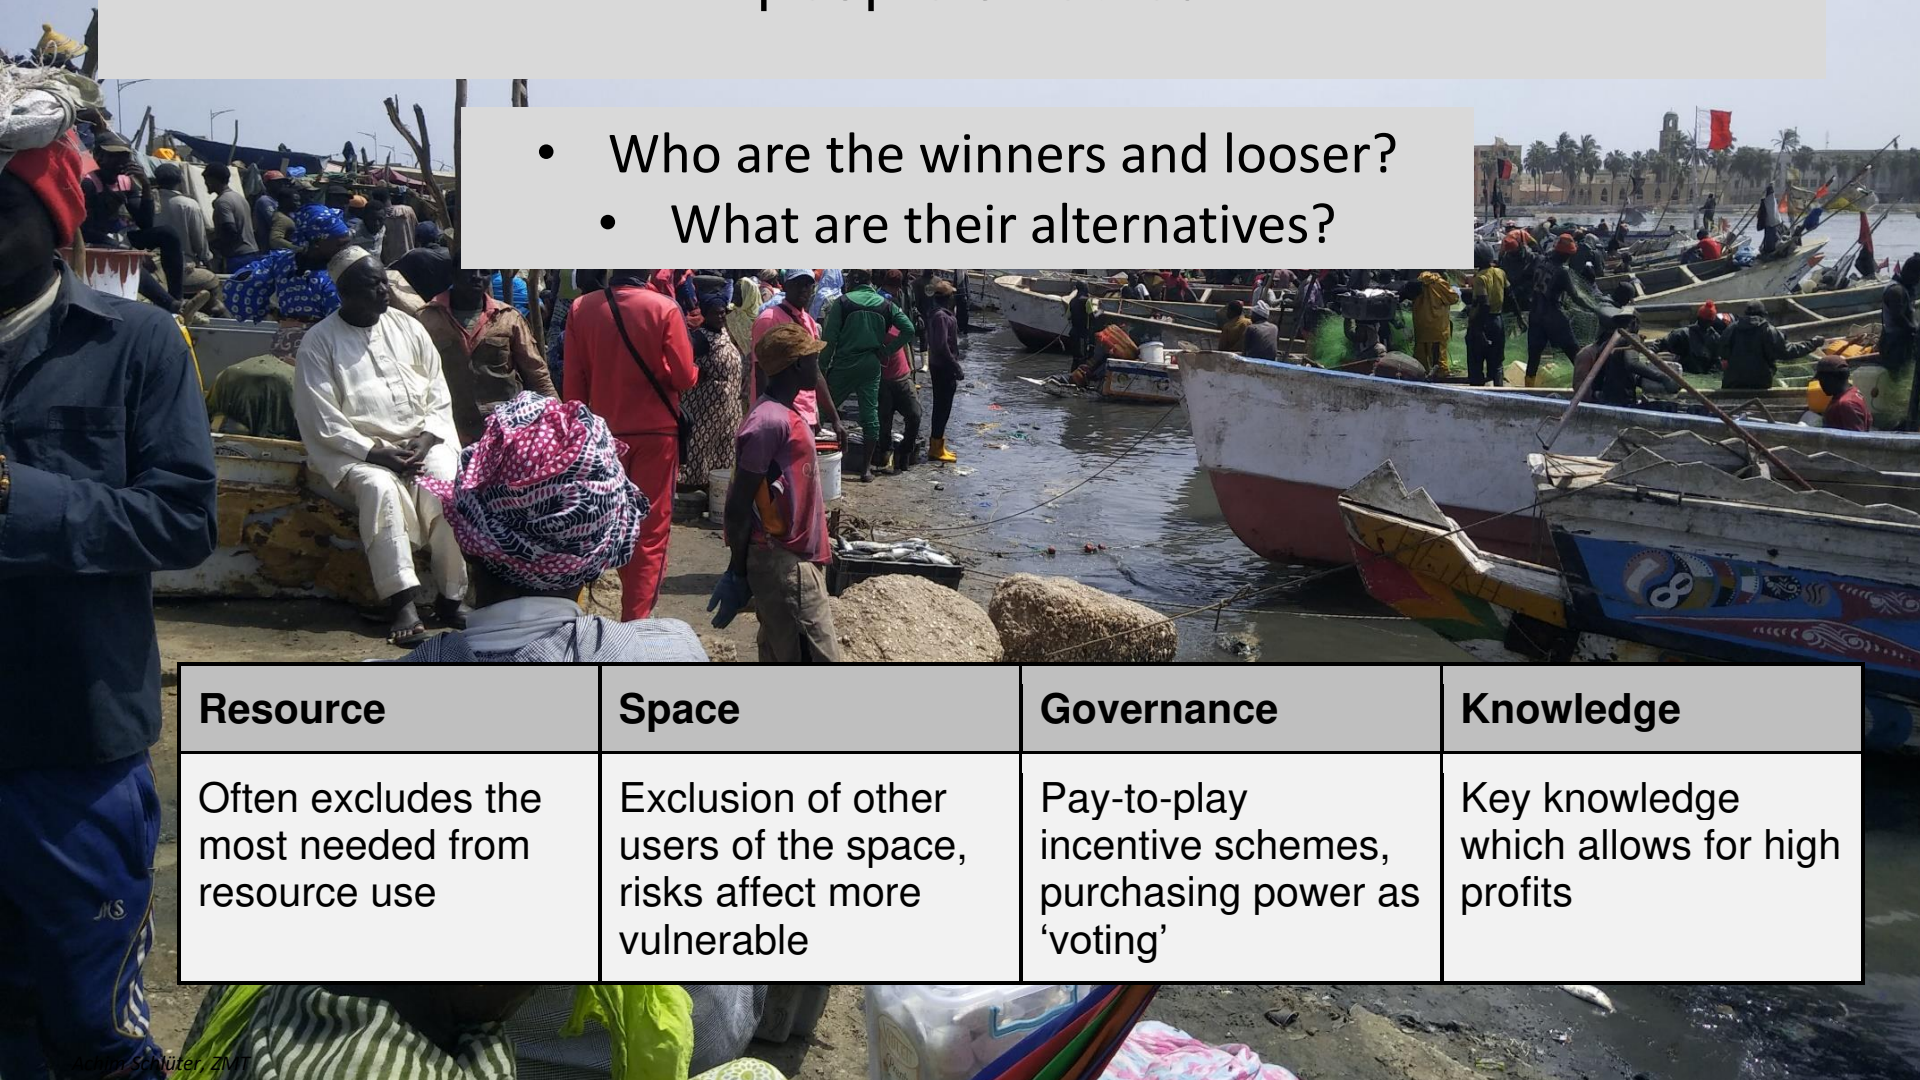 • Who are the winners and looser?
• What are their alternatives?
Resource
Space
Governance
Knowledge
Often excludes the
most needed from
resource use
Exclusion of other
users of the space,
risks affect more
vulnerable
Pay-to-play
incentive schemes,
purchasing power as
‘voting’
Key knowledge
which allows for high
profits
Achim Schlüter, ZMT